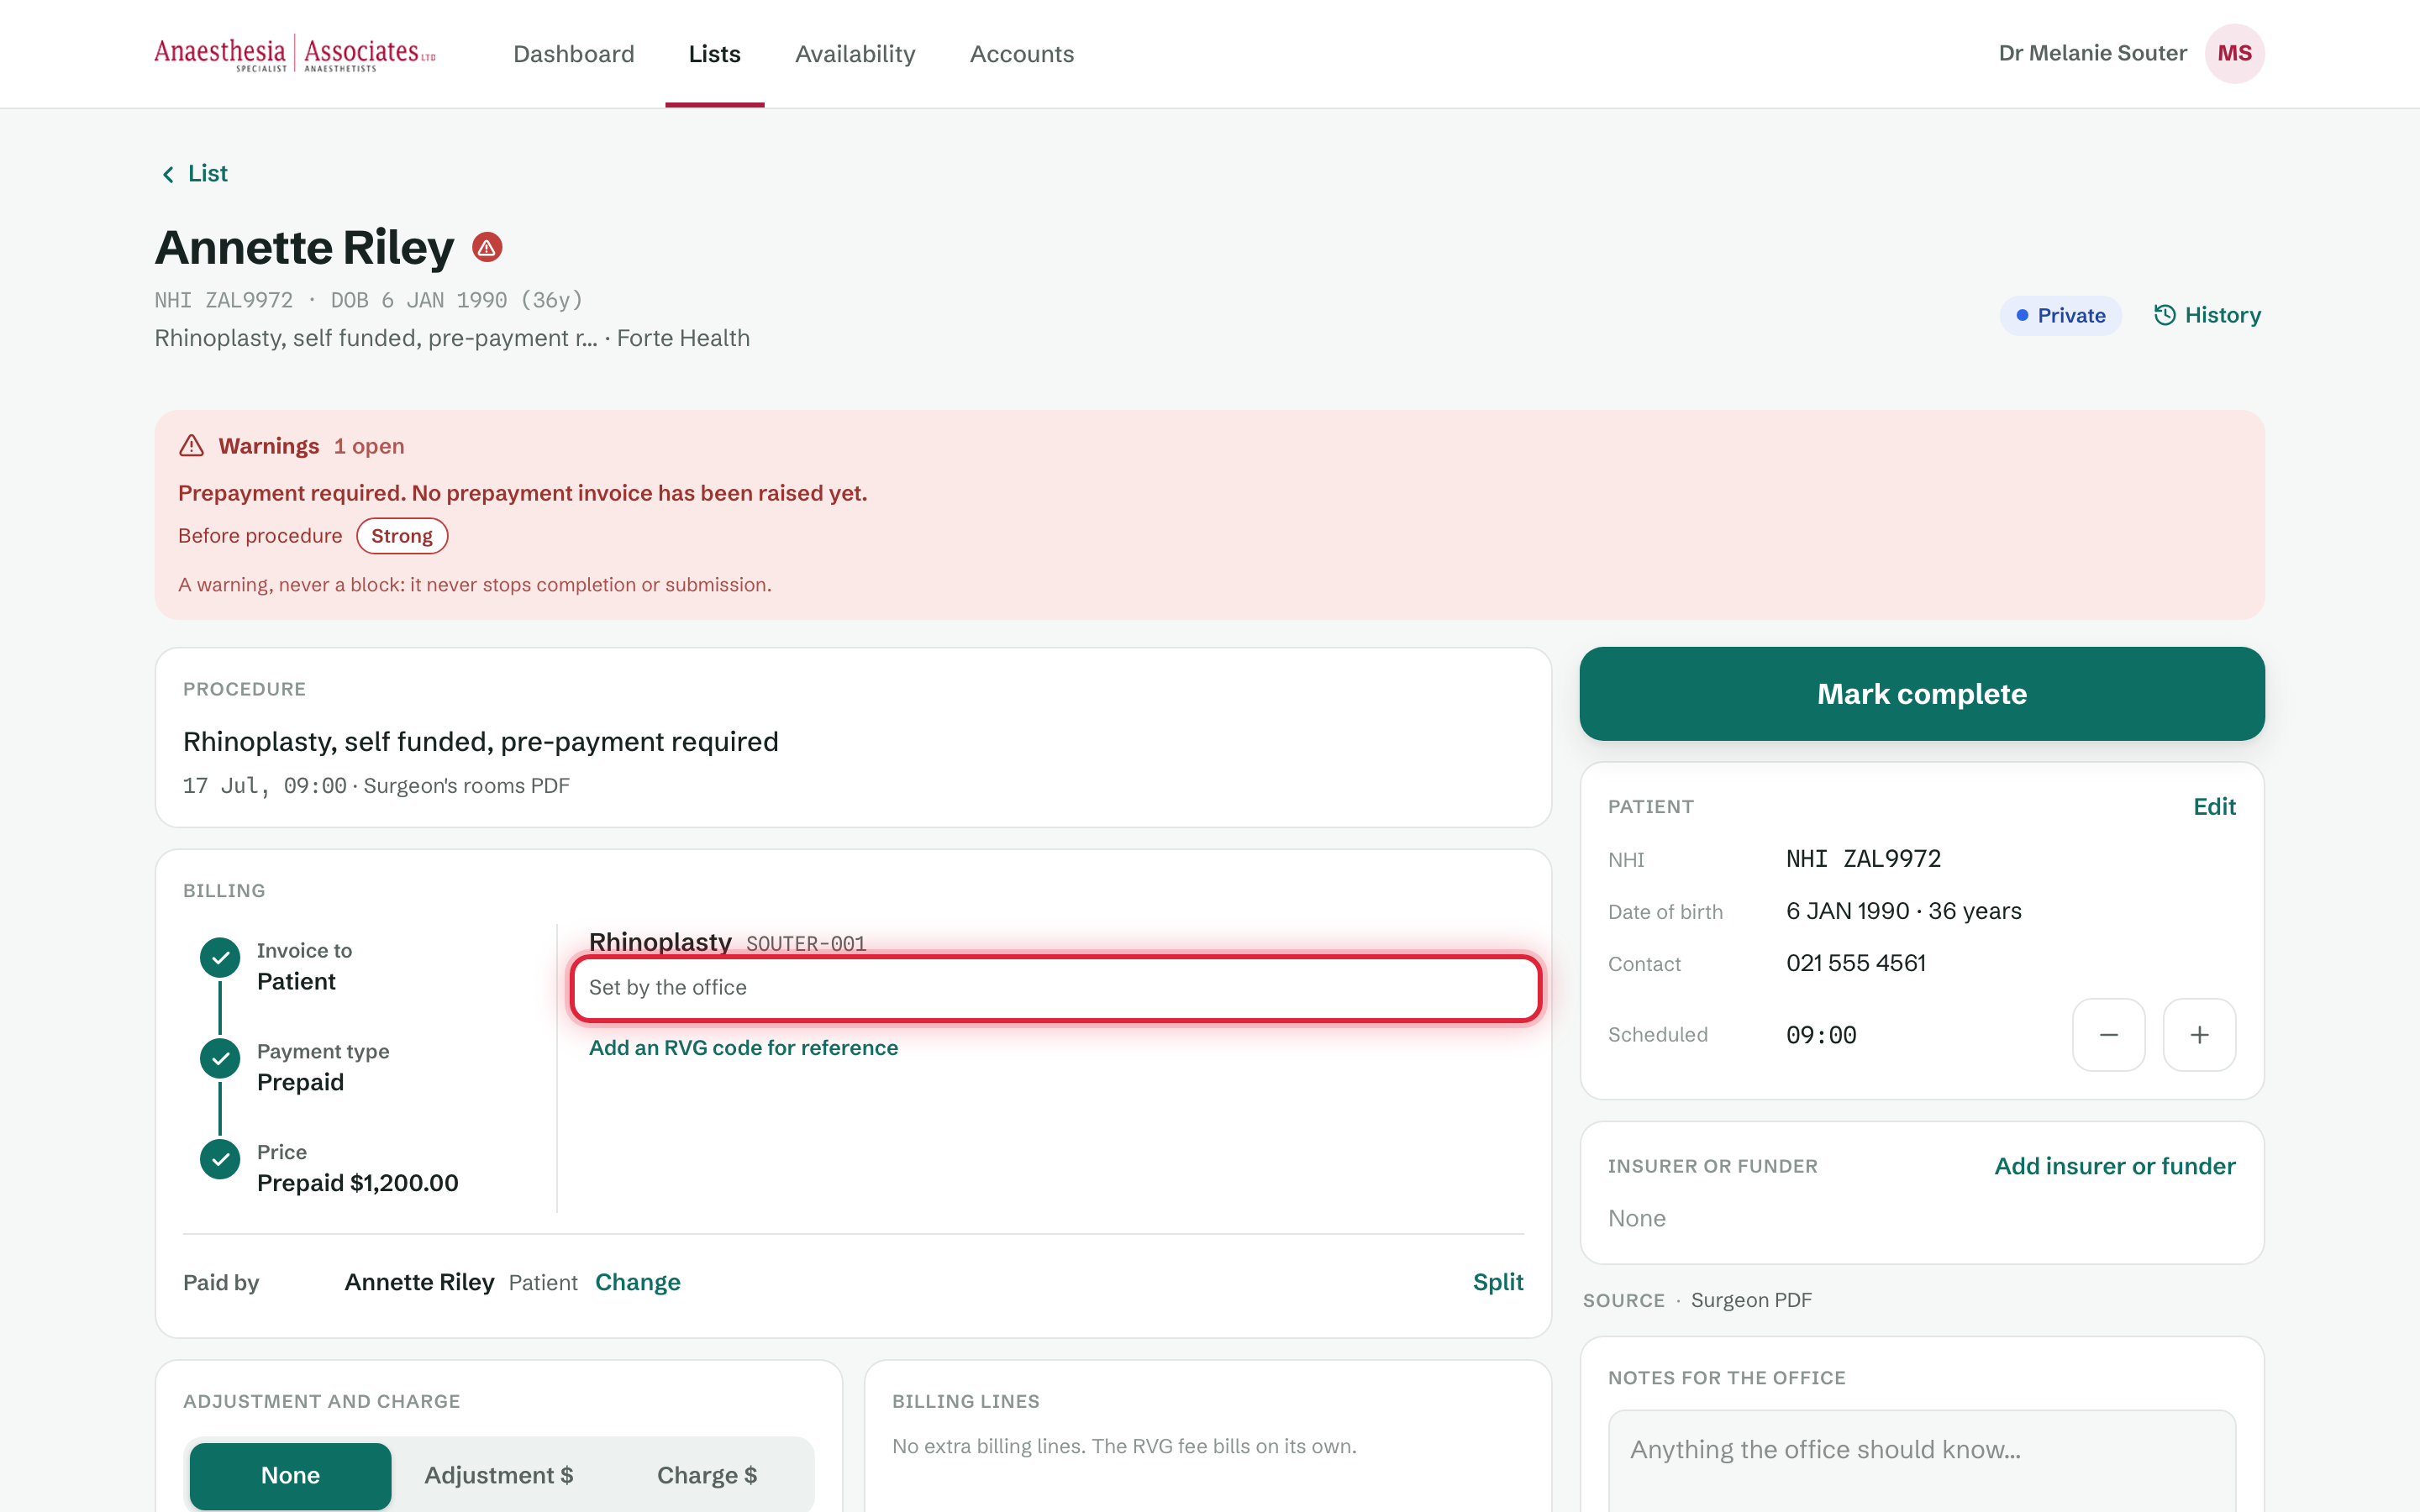 Anaesthesia | Associates LTD
SPECIALIST ANAESTHETISTS
Dashboard
Lists
Availability
Accounts
Dr Melanie Souter
MS
List
Annette Riley
NHI ZAL9972 · DOB 6 JAN 1990 (36y)
Rhinoplasty, self funded, pre-payment r... · Forte Health
Private
History
Warnings 1 open
Prepayment required. No prepayment invoice has been raised yet.
Before procedure Strong
A warning, never a block: it never stops completion or submission.
PROCEDURE
Rhinoplasty, self funded, pre-payment required
17 Jul, 09:00 · Surgeon's rooms PDF
BILLING
Invoice to
Patient
Payment type
Prepaid
Price
Prepaid $1,200.00
Rhinoplasty SOUTER-001
Set by the office
Add an RVG code for reference
Paid by Annette Riley Patient Change Split
ADJUSTMENT AND CHARGE
None Adjustment $ Charge $
BILLING LINES
No extra billing lines. The RVG fee bills on its own.
Mark complete
PATIENT Edit
NHI NHI ZAL9972
Date of birth 6 JAN 1990 · 36 years
Contact 021 555 4561
Scheduled 09:00 − +
INSURER OR FUNDER Add insurer or funder
None
SOURCE · Surgeon PDF
NOTES FOR THE OFFICE
Anything the office should know...